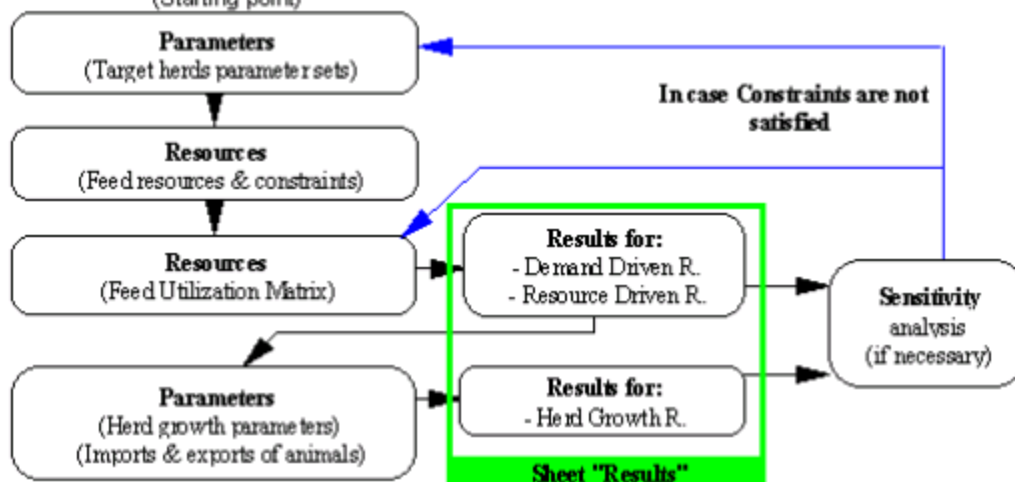 (Starting point)
Parameters
(Target herds parameter sets)
In case Constraints are not
satisfied
Resources
(Feed resources & constraints)
Resources
(Feed Utilization Matrix)
Results for:
- Demand Driven R.
- Resource Driven R.
Sensitivity
analysis
(if necessary)
Parameters
(Herd growth parameters)
(Imports & exports of animals)
Results for:
- Herd Growth R.
Sheet "Results"